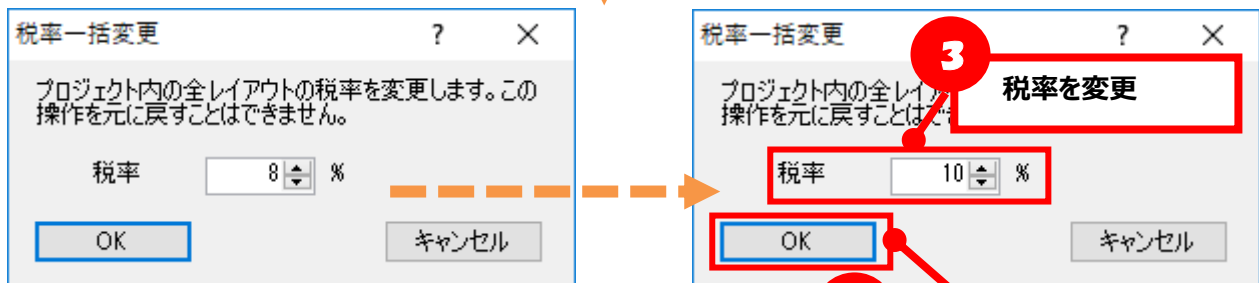 税率一括変更 ? ×
プロジェクト内の全レイアウトの税率を変更します。この
操作を元に戻すことはできません。
税率 8 %
OK キャンセル
税率一括変更 ? ×
3
税率を変更
プロジェクト内の全レイア
操作を元に戻すことはでき
税率 10 %
OK キャンセル